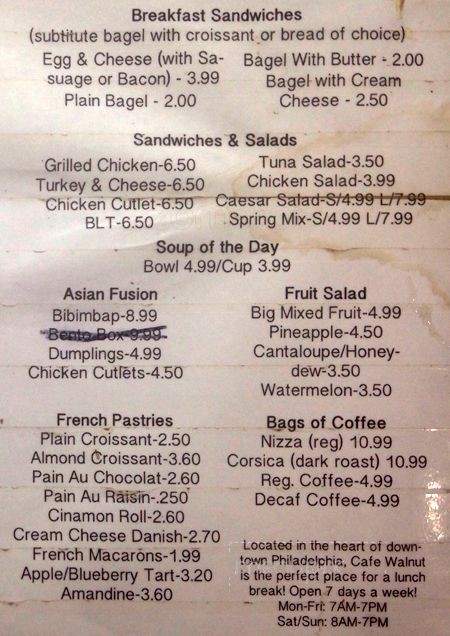 Breakfast Sandwiches
(subtitute bagel with croissant or bread of choice)
Egg & Cheese (with Sa-
suage or Bacon) - 3.99
Plain Bagel - 2.00
Bagel With Butter - 2.00
Bagel with Cream
Cheese - 2.50
Sandwiches & Salads
Grilled Chicken-6.50
Turkey & Cheese-6.50
Chicken Cutlet-6.50
BLT-6.50
Tuna Salad-3.50
Chicken Salad-3.99
Caesar Salad-S/4.99 L/7.99
Spring Mix-S/4.99 L/7.99
Soup of the Day
Bowl 4.99/Cup 3.99
Asian Fusion
Bibimbap-8.99
Bento Box-9.99
Dumplings-4.99
Chicken Cutlets-4.50
Fruit Salad
Big Mixed Fruit-4.99
Pineapple-4.50
Cantaloupe/Honey-
dew-3.50
Watermelon-3.50
French Pastries
Plain Croissant-2.50
Almond Croissant-3.60
Pain Au Chocolat-2.60
Pain Au Raisin-.250
Cinamon Roll-2.60
Cream Cheese Danish-2.70
French Macarons-1.99
Apple/Blueberry Tart-3.20
Amandine-3.60
Bags of Coffee
Nizza (reg) 10.99
Corsica (dark roast) 10.99
Reg. Coffee-4.99
Decaf Coffee-4.99
Located in the heart of down-
town Philadelphia, Cafe Walnut
is the perfect place for a lunch
break! Open 7 days a week!
Mon-Fri: 7AM-7PM
Sat/Sun: 8AM-7PM